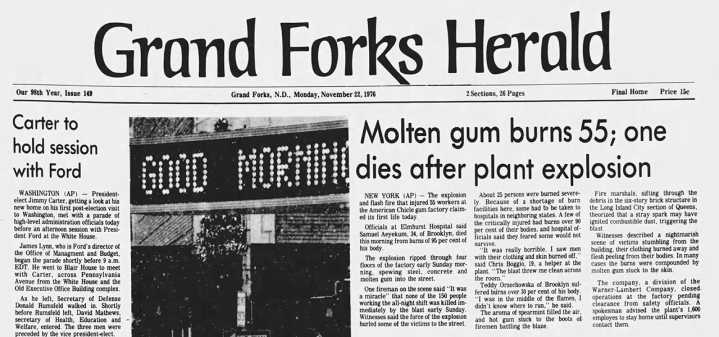 Grand Forks Herald
Our 98th Year, Issue 149
Grand Forks, N.D., Monday, November 22, 1976
2 Sections, 26 Pages
Final Home
Price 15c
Carter to
hold session
with Ford
WASHINGTON (AP) — President-
elect Jimmy Carter, getting a look at his
new home on his first post-election visit
to Washington, met with a parade of
high-level administration officials today
before an afternoon session with Presi-
dent Ford at the White House.
James Lynn, who is Ford's director of
the Office of Managment and Budget,
began the parade shortly before 9 a.m.
EDT. He went to Blair House to meet
with Carter, across Pennsylvania
Avenue from the White House and the
Old Executive Office Building complex.
As he left, Secretary of Defense
Donald Rumsfeld walked in. Shortly
before Rumsfeld left, David Mathews,
secretary of Health, Education and
Welfare, entered. The three men were
preceded by the vice president-elect.
GOOD MORNING
Molten gum burns 55; one
dies after plant explosion
NEW YORK (AP) — The explosion
and flash fire that injured 55 workers at
the American Chicle gum factory claim-
ed its first life today.
Officials at Elmhurst Hospital said
Samuel Aeyekum, 34, of Brooklyn, died
this morning from burns of 95 per cent of
his body.
The explosion ripped through four
floors of the factory early Sunday mor-
ning, spewing steel, concrete and
molten gum into the street.
One fireman on the scene said "It was
a miracle" that none of the 150 people
working the all-night shift was killed im-
mediately by the blast early Sunday.
Witnesses said the force of the explosion
hurled some of the victims to the street.
About 25 persons were burned severe-
ly. Because of a shortage of burn
facilities here, some had to be taken to
hospitals in neighboring states. A few of
the critically injured had burns over 90
per cent of their bodies, and hospital of-
ficials said they feared some would not
survive.
"It was really horrible. I saw men
with their clothing and skin burned off,"
said Chris Boggio, 19, a helper at the
plant. "The blast threw me clean across
the room."
Teddy Orzechowska of Brooklyn suf-
fered burns over 30 per cent of his body.
"I was in the middle of the flames, I
didn't know where to run," he said.
The aroma of spearmint filled the air,
and hot gum stuck to the boots of
firemen battling the blaze.
Fire marshals, sifting through the
debris in the six-story brick structure in
the Long Island City section of Queens,
theorized that a stray spark may have
ignited combustible dust, triggering the
blast
Witnesses described a nightmarish
scene of victims stumbling from the
building, their clothing burned away and
flesh peeling from their bodies. In many
cases the burns were compounded by
molten gum stuck to the skin.
The company, a division of the
Warner-Lambert Company, closed
operations at the factory pending
clearance from safety officials. A
spokesman advised the plant's 1,600
employes to stay home until supervisors
contact them.